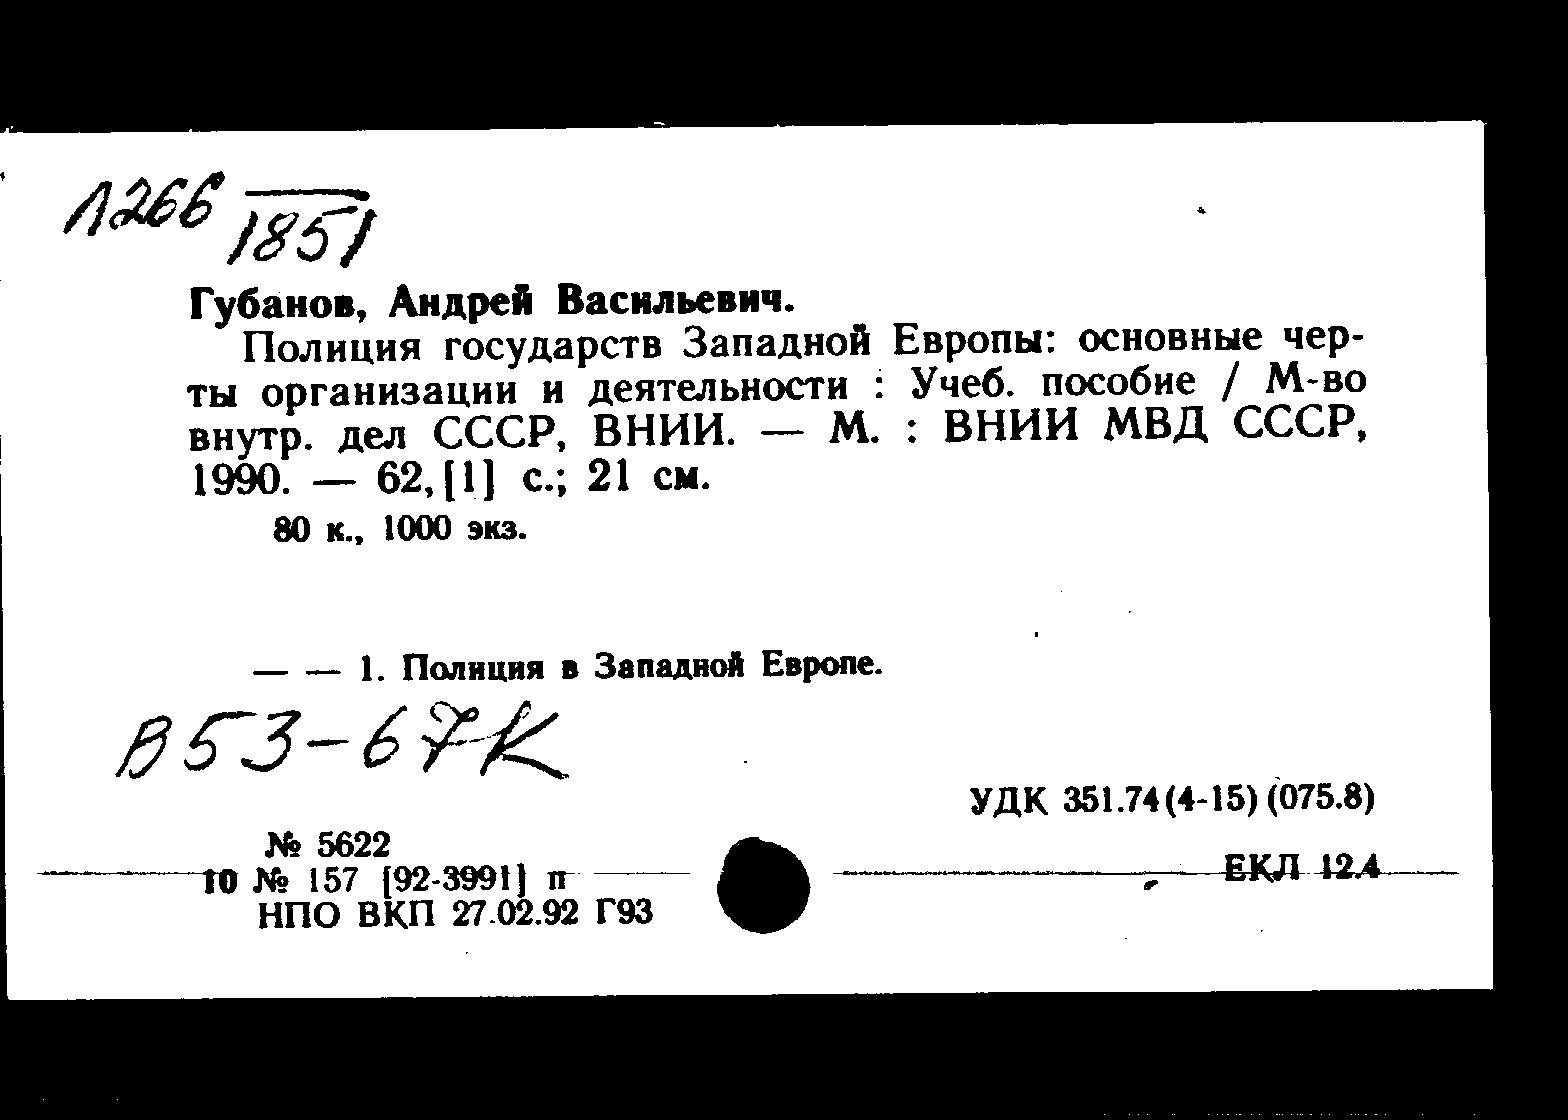 Л266 1851
Губанов, Андрей Васильевич.
Полиция государств Западной Европы: основные чер-
ты организации и деятельности : Учеб. пособие / М-во
внутр. дел СССР, ВНИИ. — М. : ВНИИ МВД СССР,
1990. — 62,[1] с.; 21 см.
80 к., 1000 экз.
— — 1. Полиция в Западной Европе.
В53-67К
УДК 351.74(4-15)(075.8)
№ 5622
10 № 157 [92-3991] п
ЕКЛ 12.4
НПО ВКП 27.02.92 Г93